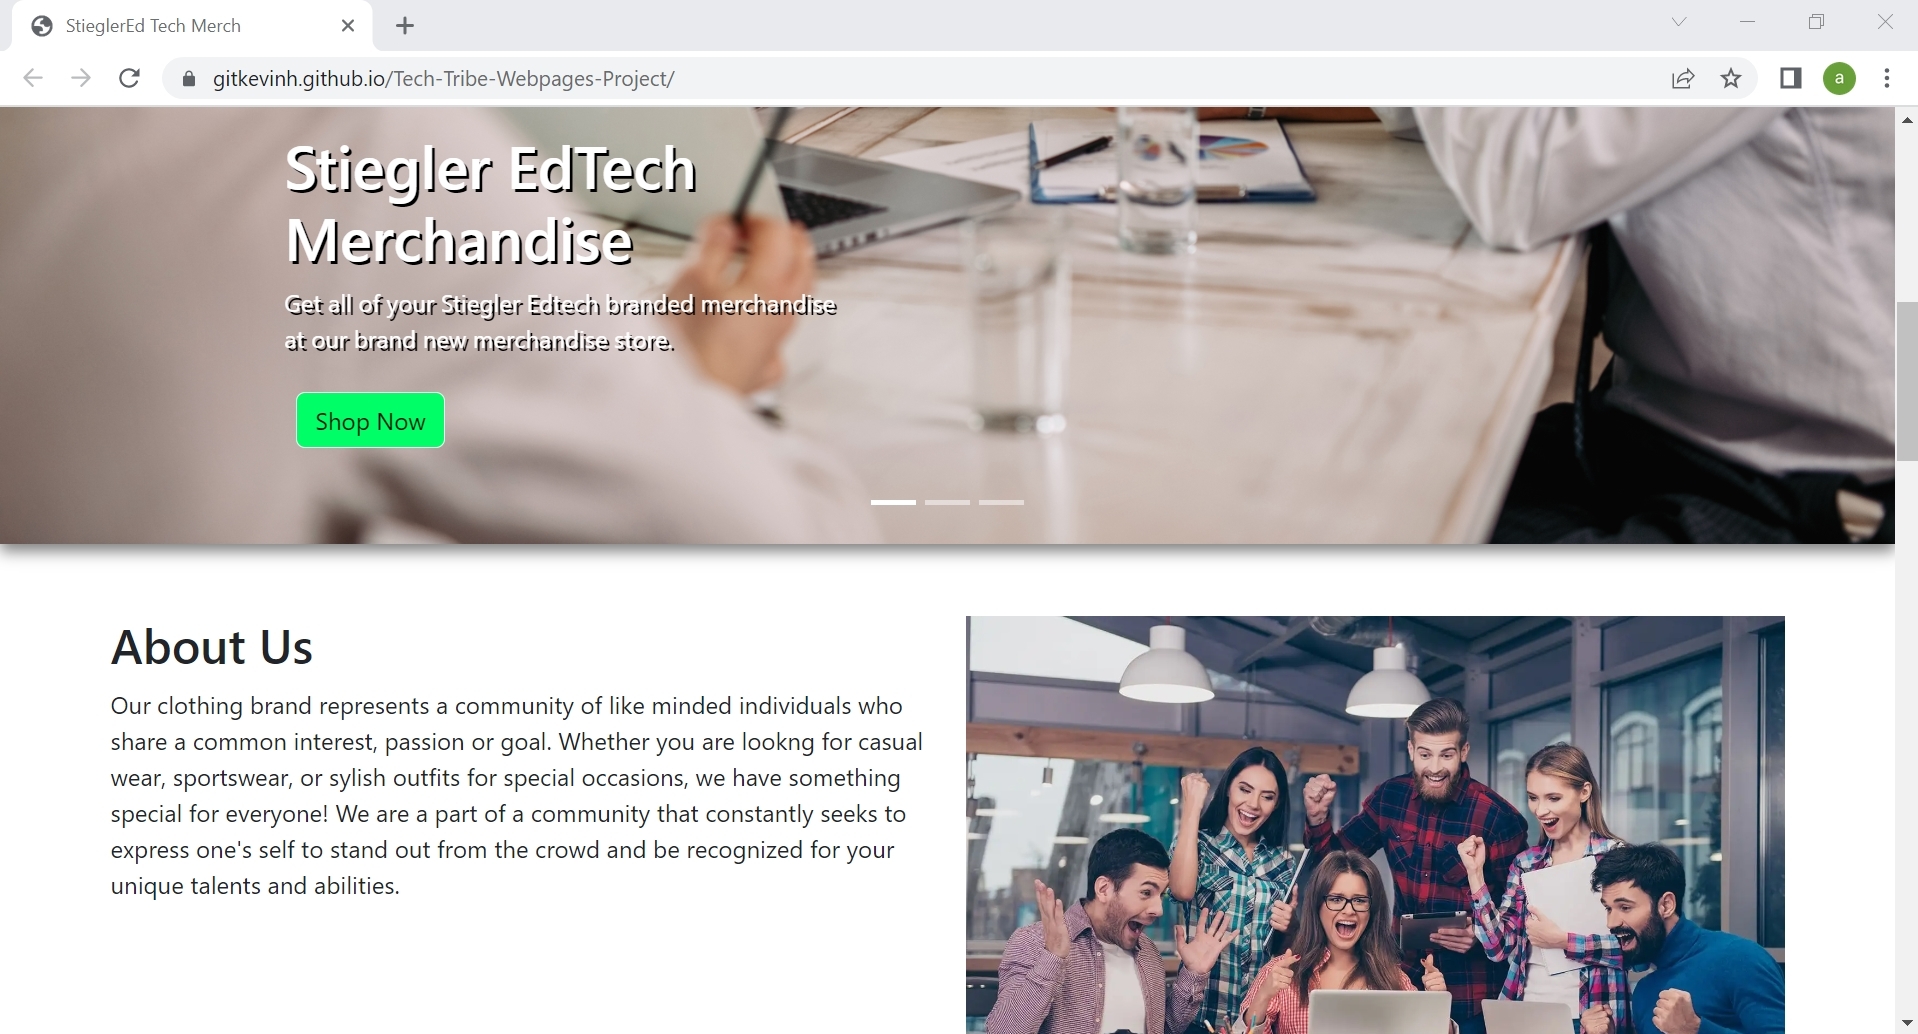 StieglerEd Tech Merch
gitkevinh.github.io/Tech-Tribe-Webpages-Project/
a
Stiegler EdTech
Merchandise
Get all of your Stiegler Edtech branded merchandise
at our brand new merchandise store.
Shop Now
About Us
Our clothing brand represents a community of like minded individuals who
share a common interest, passion or goal. Whether you are lookng for casual
wear, sportswear, or sylish outfits for special occasions, we have something
special for everyone! We are a part of a community that constantly seeks to
express one's self to stand out from the crowd and be recognized for your
unique talents and abilities.